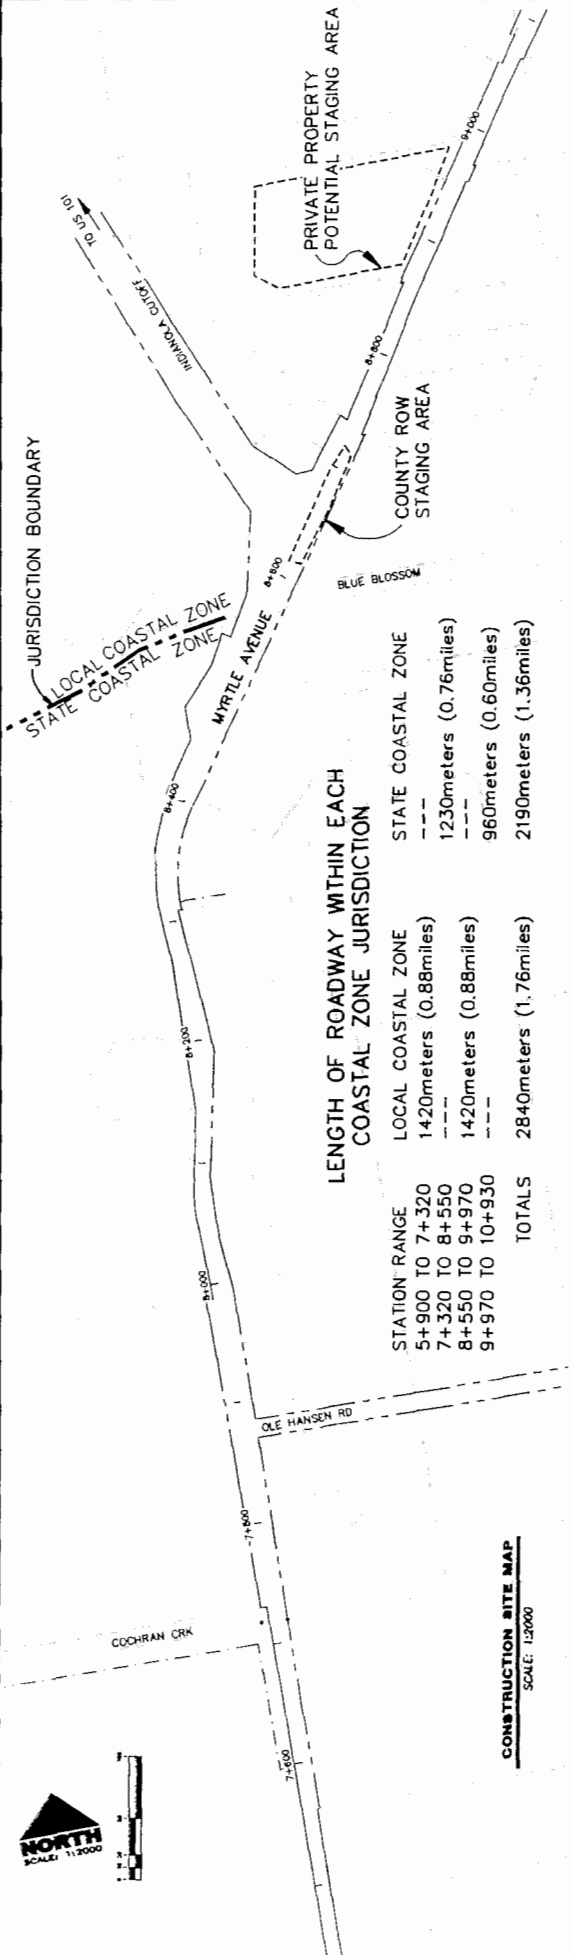 JURISDICTION BOUNDARY
LOCAL COASTAL ZONE
STATE COASTAL ZONE
TO US 101
INDIANOLA CUTOFF
PRIVATE PROPERTY
POTENTIAL STAGING AREA
COUNTY ROW
STAGING AREA
BLUE BLOSSOM
MYRTLE AVENUE
7+600
7+800
8+000
8+200
8+400
8+600
8+800
9+000
OLE HANSEN RD
COCHRAN CRK
LENGTH OF ROADWAY WITHIN EACH
COASTAL ZONE JURISDICTION
STATION RANGE LOCAL COASTAL ZONE STATE COASTAL ZONE
5+900 TO 7+320 1420meters (0.88miles) ---
7+320 TO 8+550 --- 1230meters (0.76miles)
8+550 TO 9+970 1420meters (0.88miles) ---
9+970 TO 10+930 --- 960meters (0.60miles)
TOTALS 2840meters (1.76miles) 2190meters (1.36miles)
NORTH
SCALE: 1:2000
CONSTRUCTION SITE MAP
SCALE: 1:2000